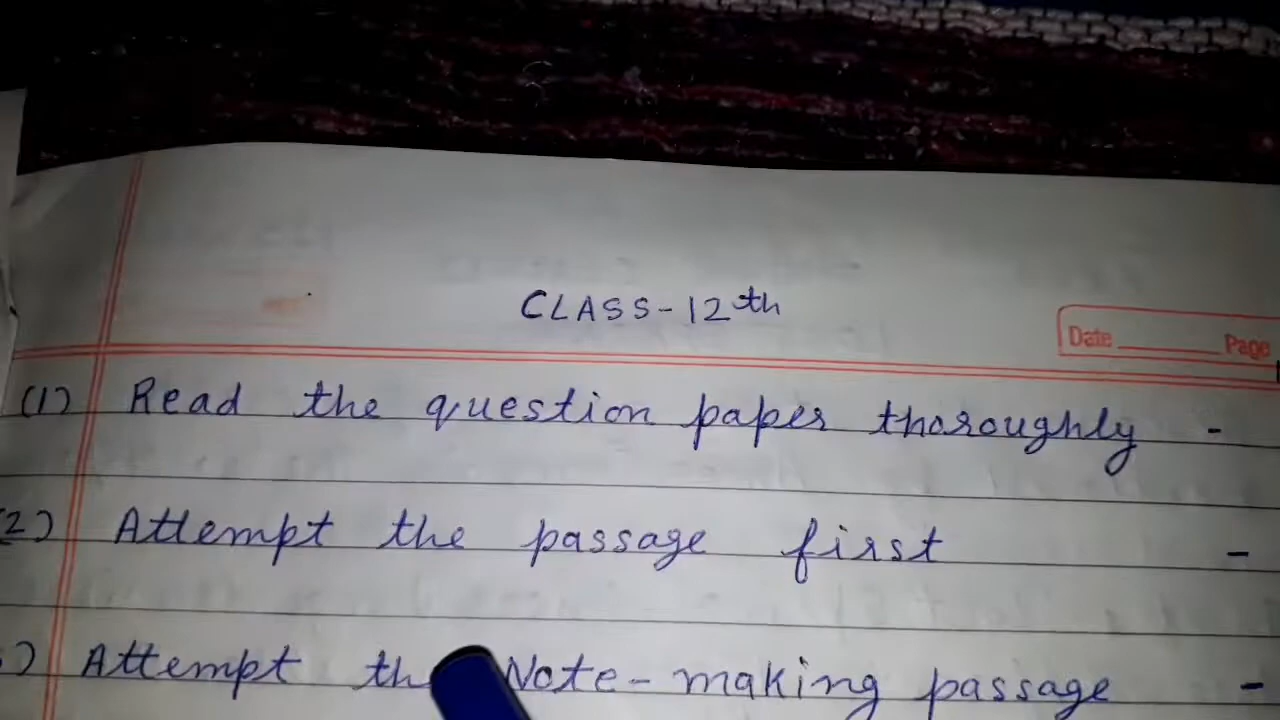 CLASS-12th
Date ______ Page
(1) Read the question paper thoroughly -
2) Attempt the passage first -
) Attempt Note-making passage -